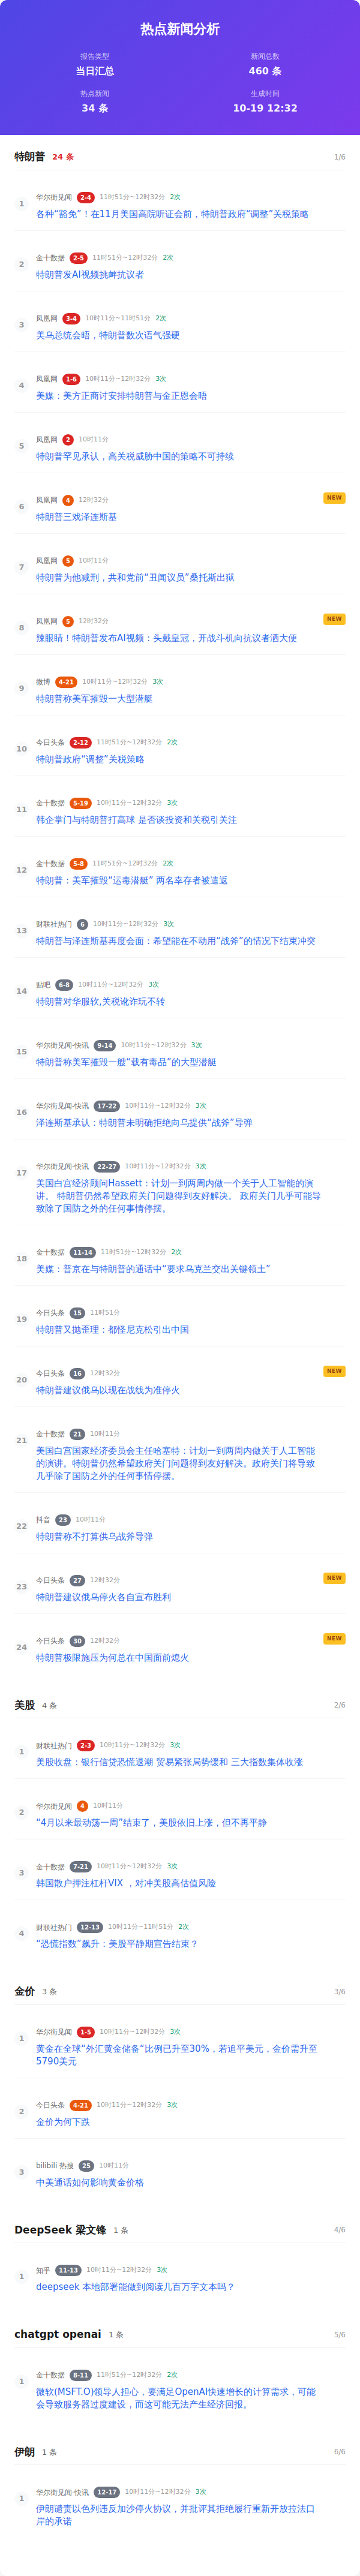 热点新闻分析
报告类型
当日汇总
新闻总数
460 条
热点新闻
34 条
生成时间
10-19 12:32
特朗普 24 条 1/6
1
华尔街见闻 2-4 11时51分~12时32分 2次
各种“豁免”！在11月美国高院听证会前，特朗普政府“调整”关税策略
2
金十数据 2-5 11时51分~12时32分 2次
特朗普发AI视频挑衅抗议者
3
凤凰网 3-4 10时11分~11时51分 2次
美乌总统会晤，特朗普数次语气强硬
4
凤凰网 1-6 10时11分~12时32分 3次
美媒：美方正商讨安排特朗普与金正恩会晤
5
凤凰网 2 10时11分
特朗普罕见承认，高关税威胁中国的策略不可持续
6
凤凰网 4 12时32分 NEW
特朗普三戏泽连斯基
7
凤凰网 5 10时11分
特朗普为他减刑，共和党前“丑闻议员”桑托斯出狱
8
凤凰网 5 12时32分 NEW
辣眼睛！特朗普发布AI视频：头戴皇冠，开战斗机向抗议者洒大便
9
微博 4-21 10时11分~12时32分 3次
特朗普称美军摧毁一大型潜艇
10
今日头条 2-12 11时51分~12时32分 2次
特朗普政府“调整”关税策略
11
金十数据 5-19 10时11分~12时32分 3次
韩企掌门与特朗普打高球 是否谈投资和关税引关注
12
金十数据 5-8 11时51分~12时32分 2次
特朗普：美军摧毁“运毒潜艇” 两名幸存者被遣返
13
财联社热门 6 10时11分~12时32分 3次
特朗普与泽连斯基再度会面：希望能在不动用“战斧”的情况下结束冲突
14
贴吧 6-8 10时11分~12时32分 3次
特朗普对华服软,关税讹诈玩不转
15
华尔街见闻-快讯 9-14 10时11分~12时32分 3次
特朗普称美军摧毁一艘“载有毒品”的大型潜艇
16
华尔街见闻-快讯 17-22 10时11分~12时32分 3次
泽连斯基承认：特朗普未明确拒绝向乌提供“战斧”导弹
17
华尔街见闻-快讯 22-27 10时11分~12时32分 3次
美国白宫经济顾问Hassett：计划一到两周内做一个关于人工智能的演
讲。 特朗普仍然希望政府关门问题得到友好解决。 政府关门几乎可能导
致除了国防之外的任何事情停摆。
18
金十数据 11-14 11时51分~12时32分 2次
美媒：普京在与特朗普的通话中“要求乌克兰交出关键领土”
19
今日头条 15 11时51分
特朗普又抛歪理：都怪尼克松引出中国
20
今日头条 16 12时32分 NEW
特朗普建议俄乌以现在战线为准停火
21
金十数据 21 10时11分
美国白宫国家经济委员会主任哈塞特：计划一到两周内做关于人工智能
的演讲。特朗普仍然希望政府关门问题得到友好解决。政府关门将导致
几乎除了国防之外的任何事情停摆。
22
抖音 23 10时11分
特朗普称不打算供乌战斧导弹
23
今日头条 27 12时32分 NEW
特朗普建议俄乌停火各自宣布胜利
24
今日头条 30 12时32分 NEW
特朗普极限施压为何总在中国面前熄火
美股 4 条 2/6
1
财联社热门 2-3 10时11分~12时32分 3次
美股收盘：银行信贷恐慌退潮 贸易紧张局势缓和 三大指数集体收涨
2
华尔街见闻 4 10时11分
“4月以来最动荡一周”结束了，美股依旧上涨，但不再平静
3
金十数据 7-21 10时11分~12时32分 3次
韩国散户押注杠杆VIX ，对冲美股高估值风险
4
财联社热门 12-13 10时11分~11时51分 2次
“恐慌指数”飙升：美股平静期宣告结束？
金价 3 条 3/6
1
华尔街见闻 1-5 10时11分~12时32分 3次
黄金在全球“外汇黄金储备“比例已升至30%，若追平美元，金价需升至
5790美元
2
今日头条 4-21 10时11分~12时32分 3次
金价为何下跌
3
bilibili 热搜 25 10时11分
中美通话如何影响黄金价格
DeepSeek 梁文锋 1 条 4/6
1
知乎 11-13 10时11分~12时32分 3次
deepseek 本地部署能做到阅读几百万字文本吗？
chatgpt openai 1 条 5/6
1
金十数据 8-11 11时51分~12时32分 2次
微软(MSFT.O)领导人担心，要满足OpenAI快速增长的计算需求，可能
会导致服务器过度建设，而这可能无法产生经济回报。
伊朗 1 条 6/6
1
华尔街见闻-快讯 12-17 10时11分~12时32分 3次
伊朗谴责以色列违反加沙停火协议，并批评其拒绝履行重新开放拉法口
岸的承诺